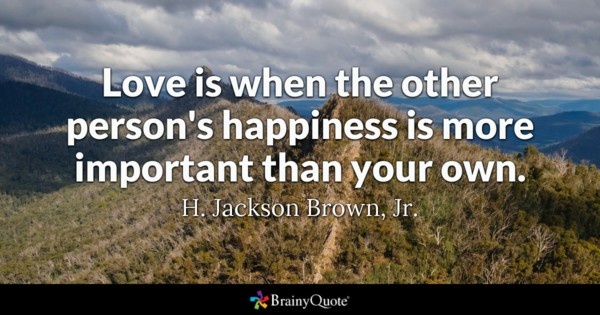 Love is when the other
person's happiness is more
important than your own.
H. Jackson Brown, Jr.
BrainyQuote®